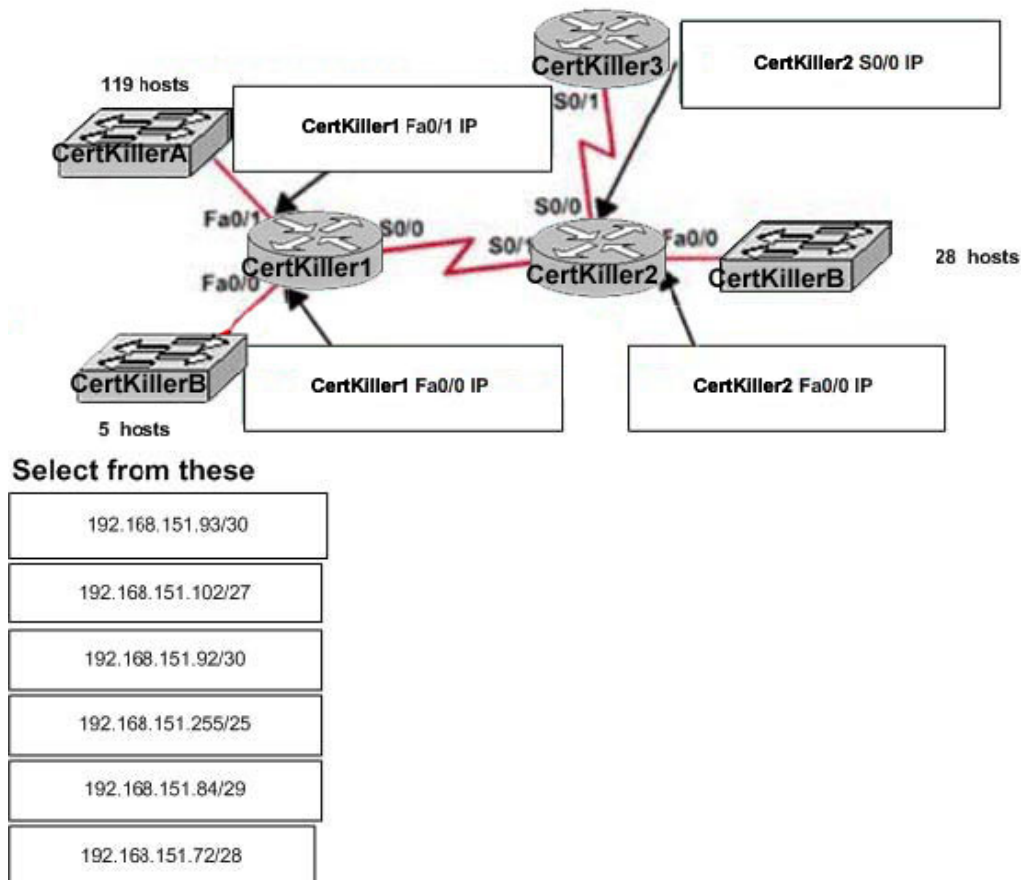 119 hosts
CertKillerA
CertKiller1 Fa0/1 IP
CertKiller3
S0/1
CertKiller2 S0/0 IP
Fa0/1
S0/0
CertKiller1
Fa0/0
S0/0
S0/1
CertKiller2
Fa0/0
CertKillerB
28 hosts
CertKillerB
5 hosts
CertKiller1 Fa0/0 IP
CertKiller2 Fa0/0 IP
Select from these
192.168.151.93/30
192.168.151.102/27
192.168.151.92/30
192.168.151.255/25
192.168.151.84/29
192.168.151.72/28